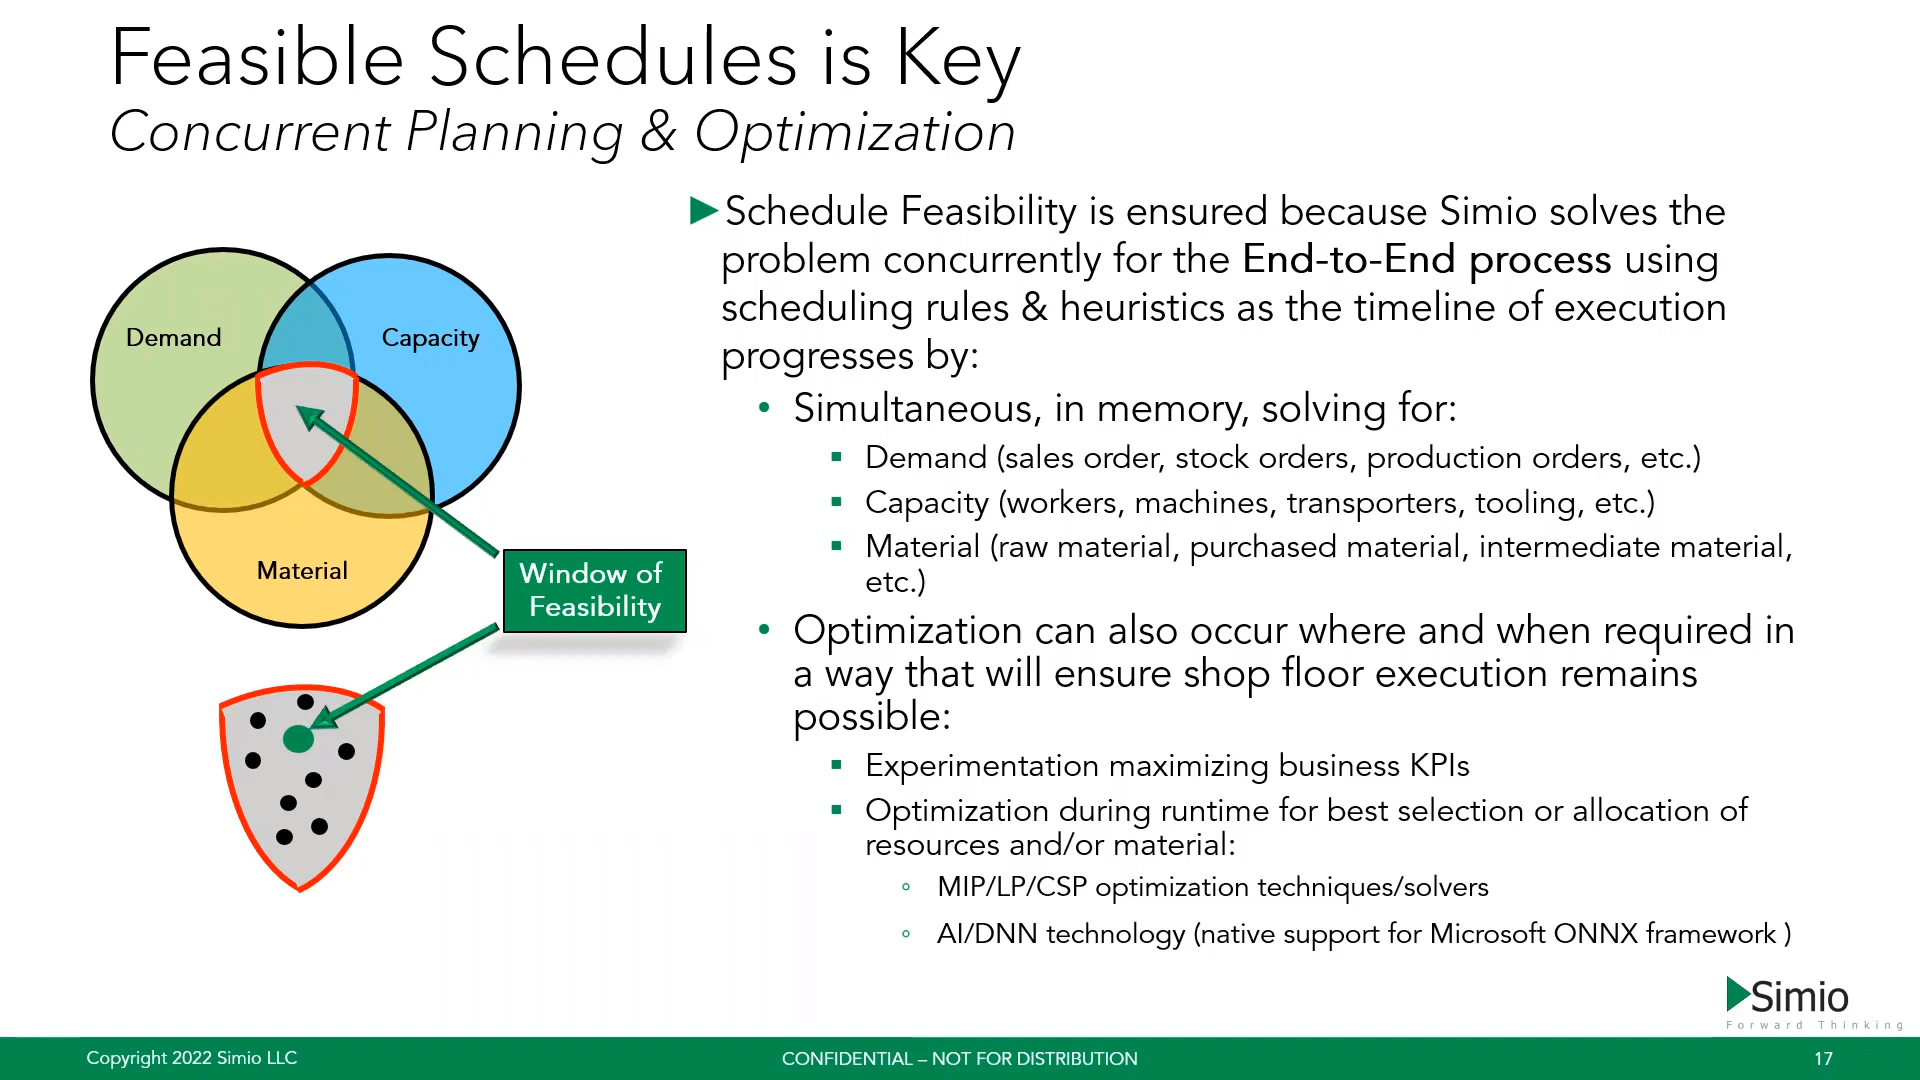 Feasible Schedules is Key
Concurrent Planning & Optimization
Demand
Capacity
Material
Window of
Feasibility
Schedule Feasibility is ensured because Simio solves the
problem concurrently for the End-to-End process using
scheduling rules & heuristics as the timeline of execution
progresses by:
• Simultaneous, in memory, solving for:
▪ Demand (sales order, stock orders, production orders, etc.)
▪ Capacity (workers, machines, transporters, tooling, etc.)
▪ Material (raw material, purchased material, intermediate material,
etc.)
• Optimization can also occur where and when required in
a way that will ensure shop floor execution remains
possible:
▪ Experimentation maximizing business KPIs
▪ Optimization during runtime for best selection or allocation of
resources and/or material:
◦ MIP/LP/CSP optimization techniques/solvers
◦ AI/DNN technology (native support for Microsoft ONNX framework )
Simio
Forward Thinking
Copyright 2022 Simio LLC
CONFIDENTIAL – NOT FOR DISTRIBUTION
17